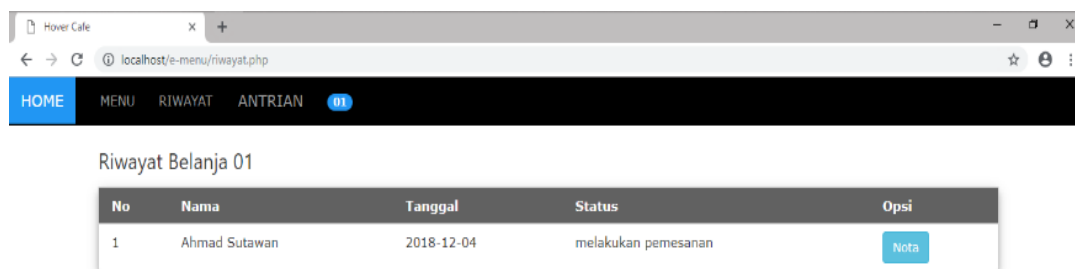 Hover Cafe
localhost/e-menu/riwayat.php
HOME MENU RIWAYAT ANTRIAN 01
Riwayat Belanja 01
No Nama Tanggal Status Opsi
1 Ahmad Sutawan 2018-12-04 melakukan pemesanan Nota